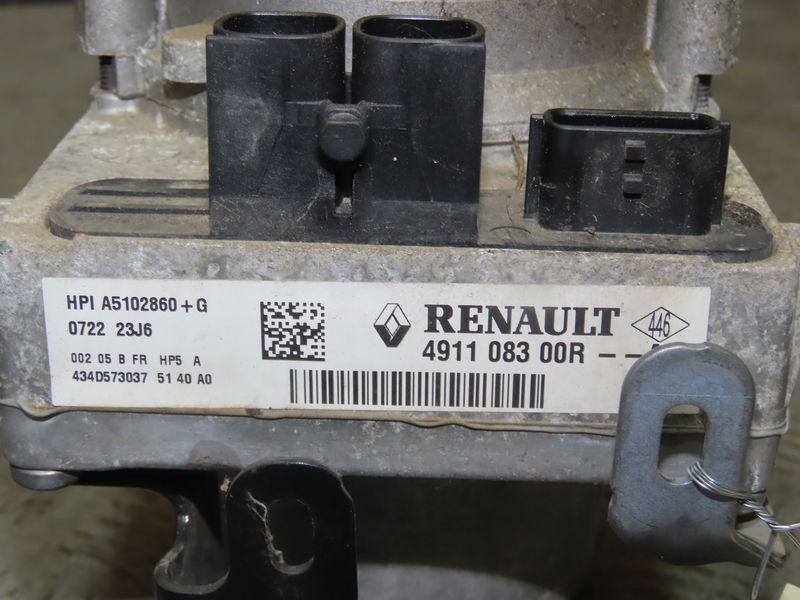 HPI A5102860+G
0722 23J6
002 05 B FR HP5 A
434D573037 51 40 A0
RENAULT 446
4911 083 00R --